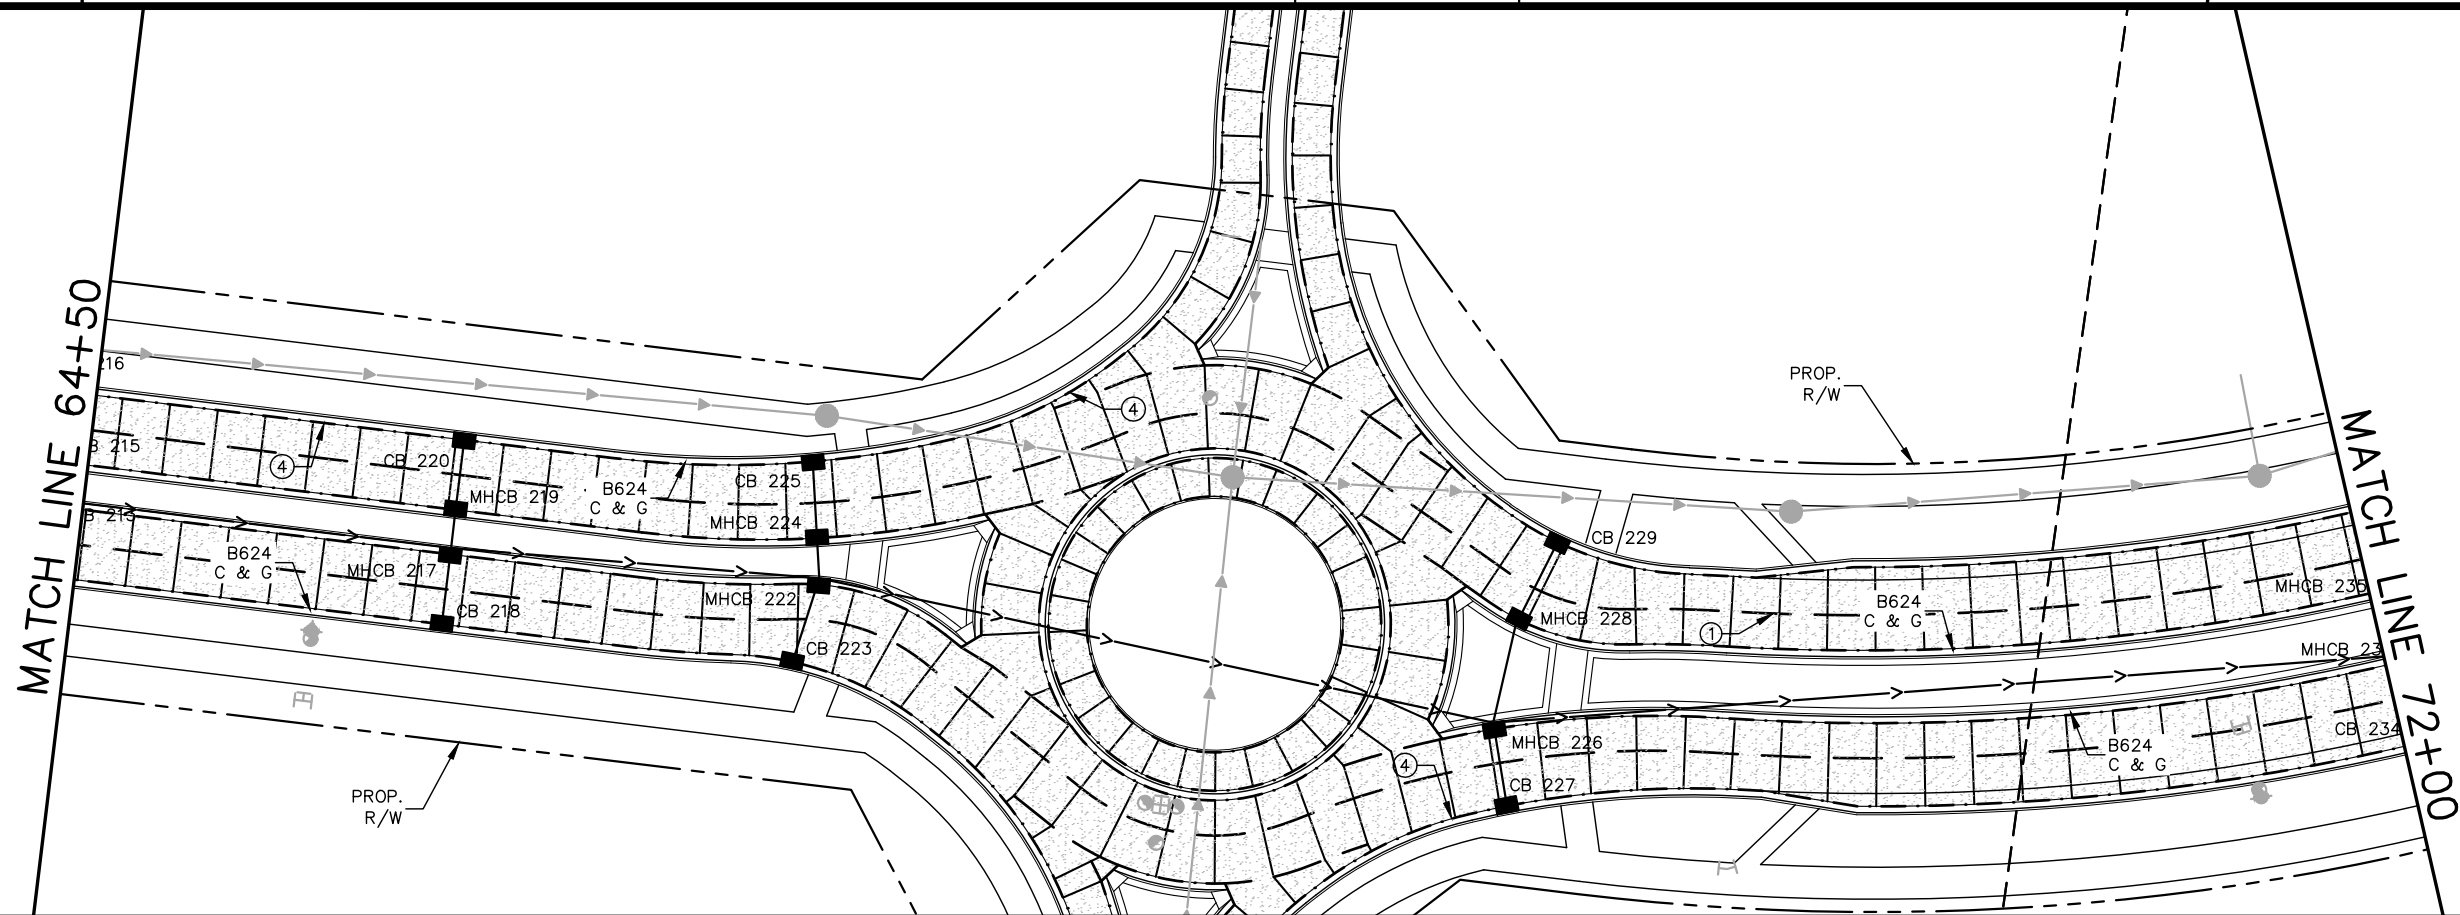 MATCH LINE 64+50
216
B 215
B 213
4
CB 220
MHCB 219
B624
C & G
CB 225
MHCB 224
B624
C & G
MHCB 217
CB 218
MHCB 222
CB 223
PROP.
R/W
4
PROP.
R/W
CB 229
MHCB 228
1
B624
C & G
MHCB 235
MHCB 23
MHCB 226
4
CB 227
B624
C & G
CB 234
MATCH LINE 72+00